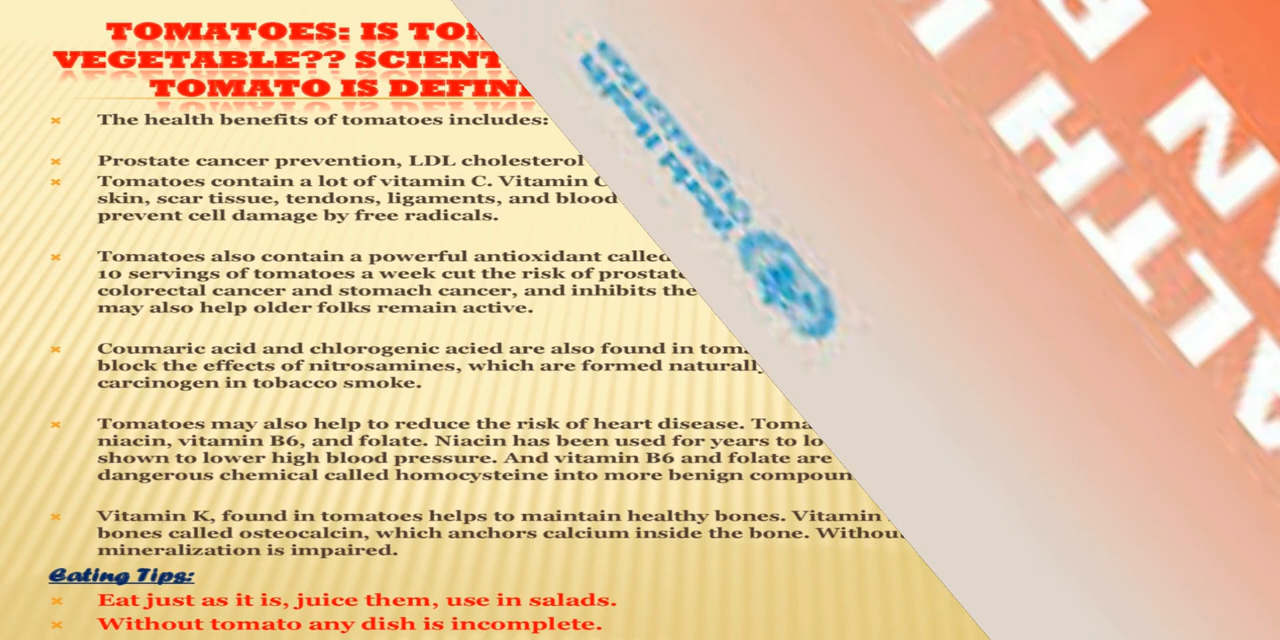 TOMATOES: IS
VEGETABLE??
TOMATO IS
The health benefits of tomatoes includes:
Prostate cancer prevention, LDL cholesterol
Tomatoes contain a lot of vitamin C. Vitamin C
skin, scar tissue, tendons, ligaments, and blood
prevent cell damage by free radicals.
Tomatoes also contain a powerful antioxidant called
10 servings of tomatoes a week cut the risk of prostate
colorectal cancer and stomach cancer, and inhibits the
may also help older folks remain active.
Coumaric acid and chlorogenic acied are also found in
block the effects of nitrosamines, which are formed naturally
carcinogen in tobacco smoke.
Tomatoes may also help to reduce the risk of heart disease.
niacin, vitamin B6, and folate. Niacin has been used for years to
shown to lower high blood pressure. And vitamin B6 and folate are
dangerous chemical called homocysteine into more benign
Vitamin K, found in tomatoes helps to maintain healthy bones. Vitamin
bones called osteocalcin, which anchors calcium inside the bone.
mineralization is impaired.
Eating Tips:
Eat just as it is, juice them, use in salads.
Without tomato any dish is incomplete.